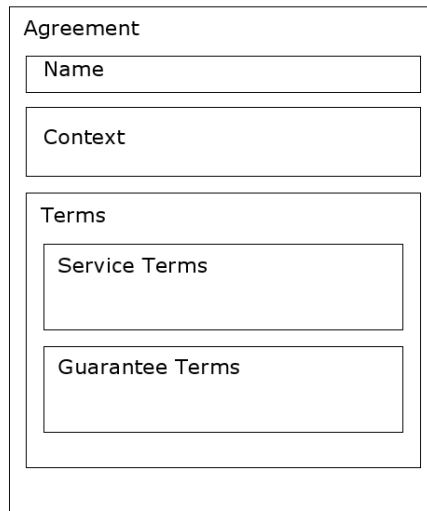 Agreement
Name
Context
Terms
Service Terms
Guarantee Terms